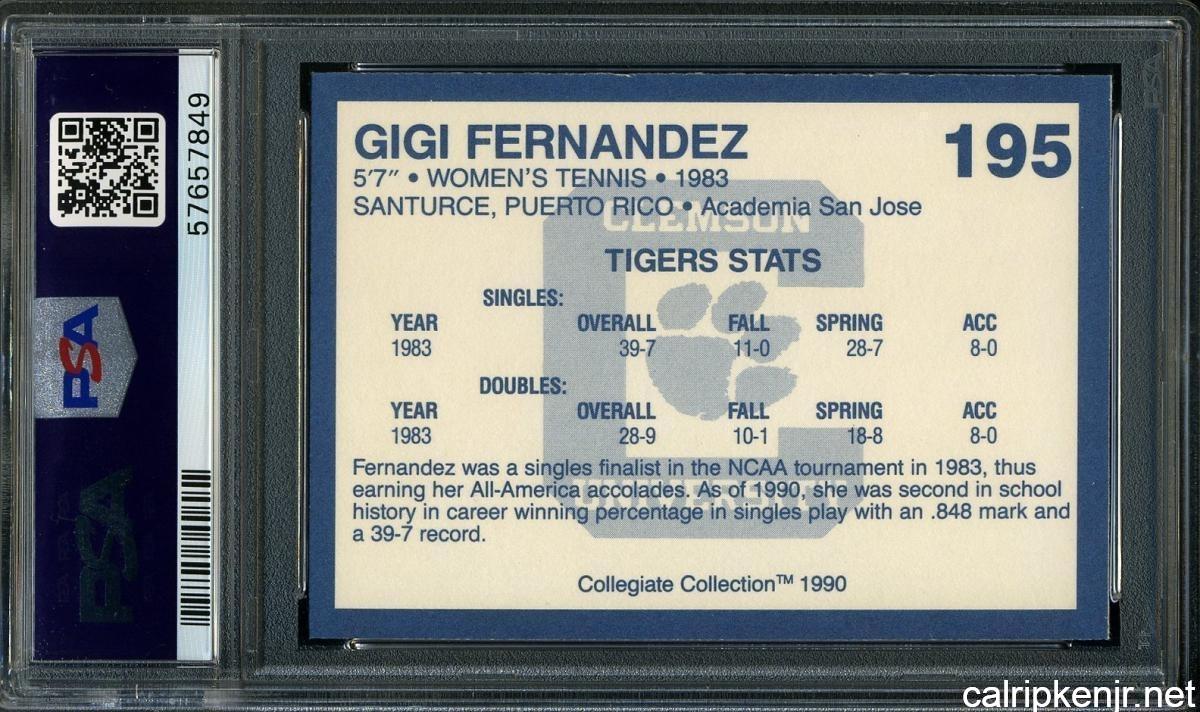 57657849
PSA
PSA
GIGI FERNANDEZ
195
5'7" • WOMEN'S TENNIS • 1983
SANTURCE, PUERTO RICO • Academia San Jose
CLEMSON
TIGERS STATS
SINGLES:
YEAR OVERALL FALL SPRING ACC
1983 39-7 11-0 28-7 8-0
DOUBLES:
YEAR OVERALL FALL SPRING ACC
1983 28-9 10-1 18-8 8-0
Fernandez was a singles finalist in the NCAA tournament in 1983, thus
earning her All-America accolades. As of 1990, she was second in school
UNIVERSITY
history in career winning percentage in singles play with an .848 mark and
a 39-7 record.
Collegiate Collection™ 1990
PSA
calripkenjr.net